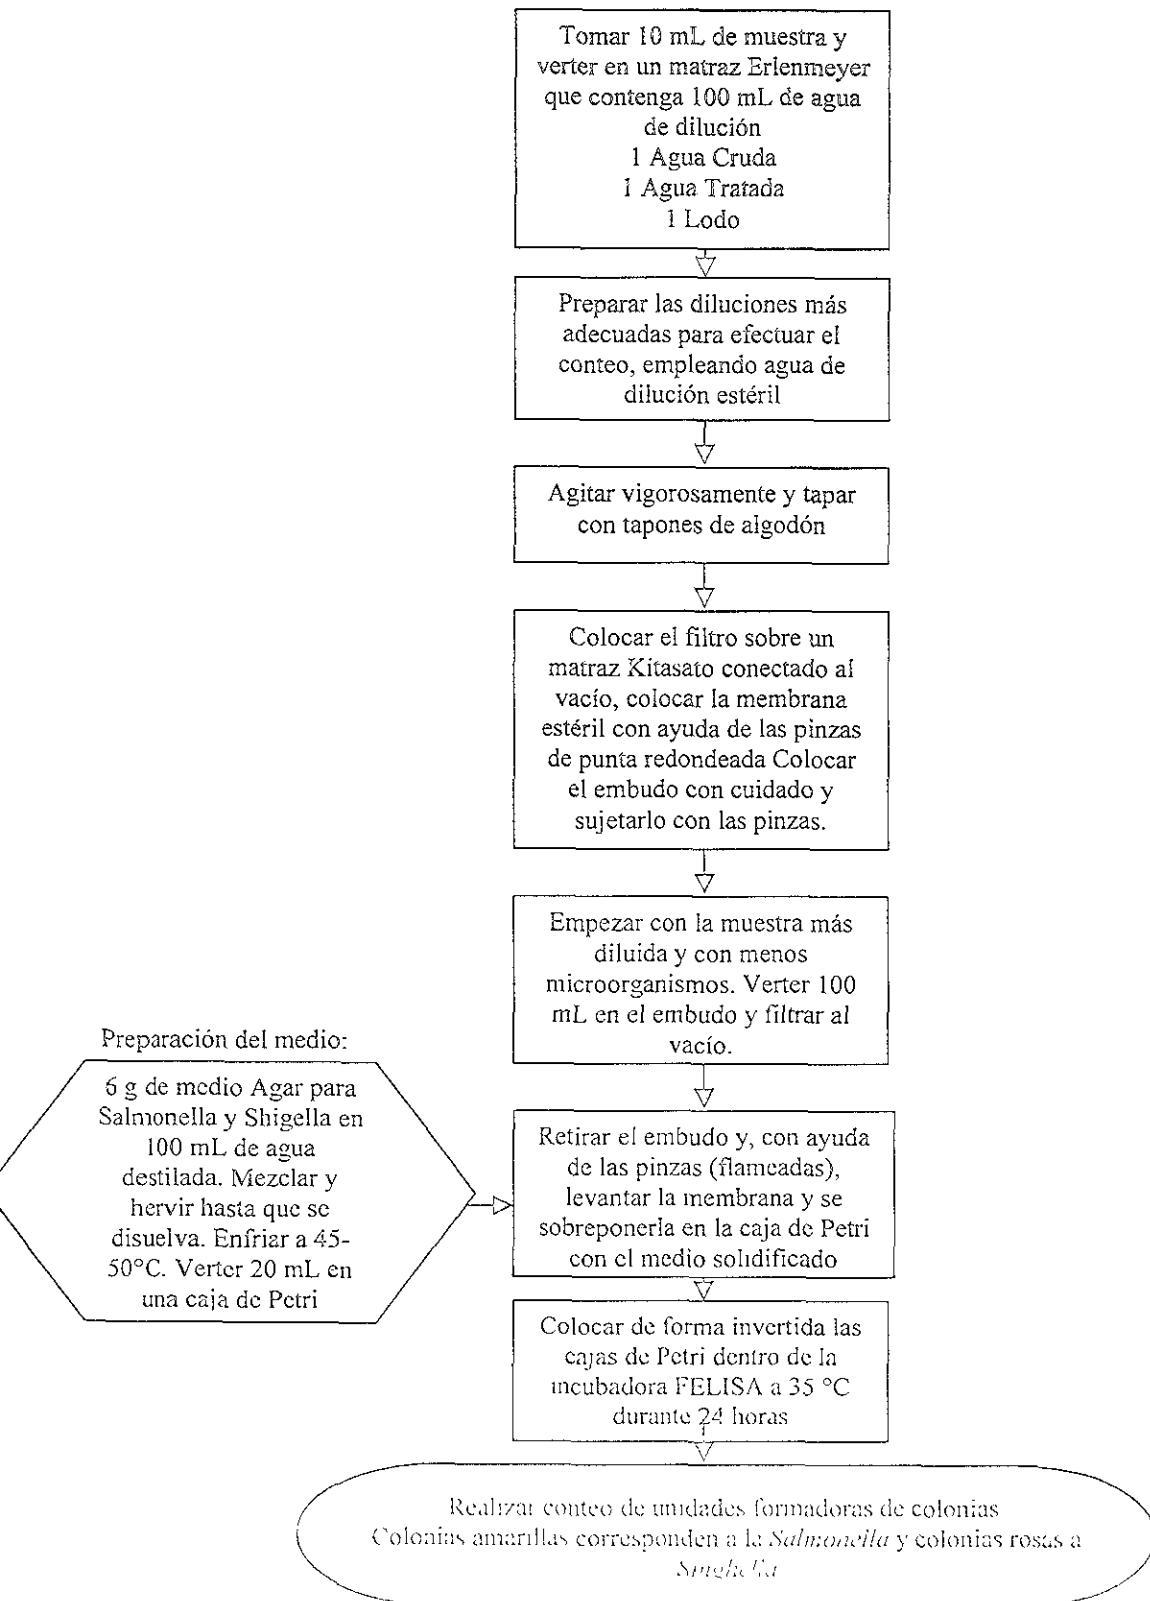 Tomar 10 mL de muestra y
verter en un matraz Erlenmeyer
que contenga 100 mL de agua
de dilución
1 Agua Cruda
1 Agua Tratada
1 Lodo
Preparar las diluciones más
adecuadas para efectuar el
conteo, empleando agua de
dilución estéril
Agitar vigorosamente y tapar
con tapones de algodón
Colocar el filtro sobre un
matraz Kitasato conectado al
vacío, colocar la membrana
estéril con ayuda de las pinzas
de punta redondeada Colocar
el embudo con cuidado y
sujetarlo con las pinzas.
Empezar con la muestra más
diluida y con menos
microorganismos. Verter 100
mL en el embudo y filtrar al
vacío.
Preparación del medio:
6 g de medio Agar para
Salmonella y Shigella en
100 mL de agua
destilada. Mezclar y
hervir hasta que se
disuelva. Enfriar a 45-
50°C. Verter 20 mL en
una caja de Petri
Retirar el embudo y, con ayuda
de las pinzas (flameadas),
levantar la membrana y se
sobreponerla en la caja de Petri
con el medio solidificado
Colocar de forma invertida las
cajas de Petri dentro de la
incubadora FELISA a 35 °C
durante 24 horas
Realizar conteo de unidades formadoras de colonias
Colonias amarillas corresponden a la Salmonella y colonias rosas a